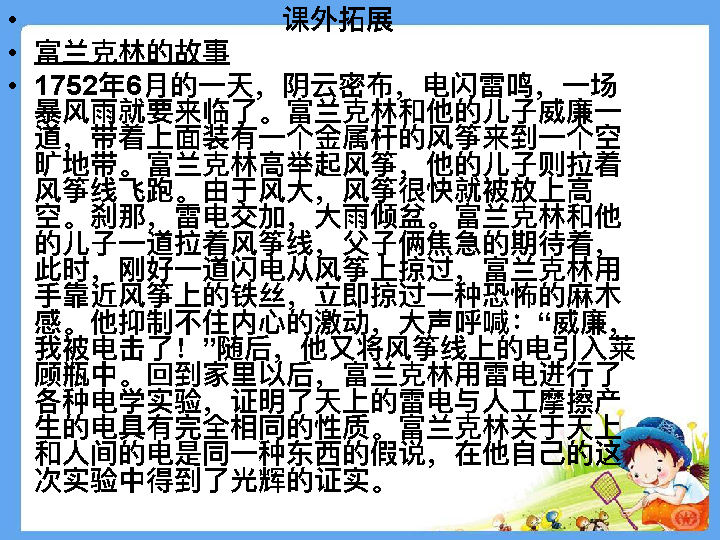 • 课外拓展
• 富兰克林的故事
• 1752年6月的一天，阴云密布，电闪雷鸣，一场
暴风雨就要来临了。富兰克林和他的儿子威廉一
道，带着上面装有一个金属杆的风筝来到一个空
旷地带。富兰克林高举起风筝，他的儿子则拉着
风筝线飞跑。由于风大，风筝很快就被放上高
空。刹那，雷电交加，大雨倾盆。富兰克林和他
的儿子一道拉着风筝线，父子俩焦急的期待着，
此时，刚好一道闪电从风筝上掠过，富兰克林用
手靠近风筝上的铁丝，立即掠过一种恐怖的麻木
感。他抑制不住内心的激动，大声呼喊：“威廉，
我被电击了！”随后，他又将风筝线上的电引入莱
顾瓶中。回到家里以后，富兰克林用雷电进行了
各种电学实验，证明了天上的雷电与人工摩擦产
生的电具有完全相同的性质。富兰克林关于天上
和人间的电是同一种东西的假说，在他自己的这
次实验中得到了光辉的证实。